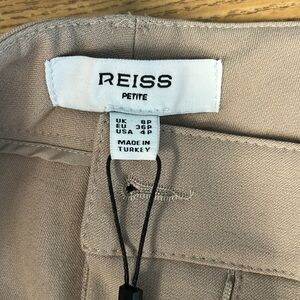 REISS
PETITE
UK 8P
EU 36P
USA 4P
MADE IN
TURKEY